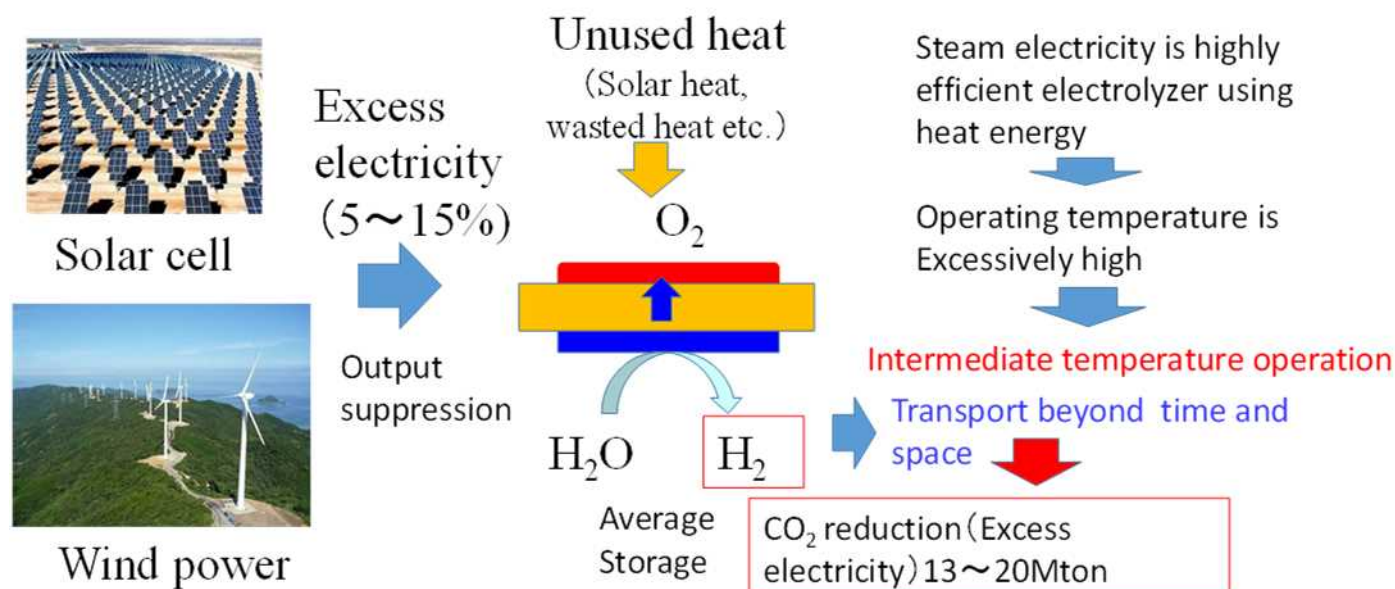 Solar cell
Wind power
Excess
electricity
（5～15%)
Output
suppression
Unused heat
（Solar heat,
wasted heat etc.）
O₂
H₂O
H₂
Average
Storage
Steam electricity is highly
efficient electrolyzer using
heat energy
Operating temperature is
Excessively high
Intermediate temperature operation
Transport beyond time and
space
CO₂ reduction（Excess
electricity）13～20Mton